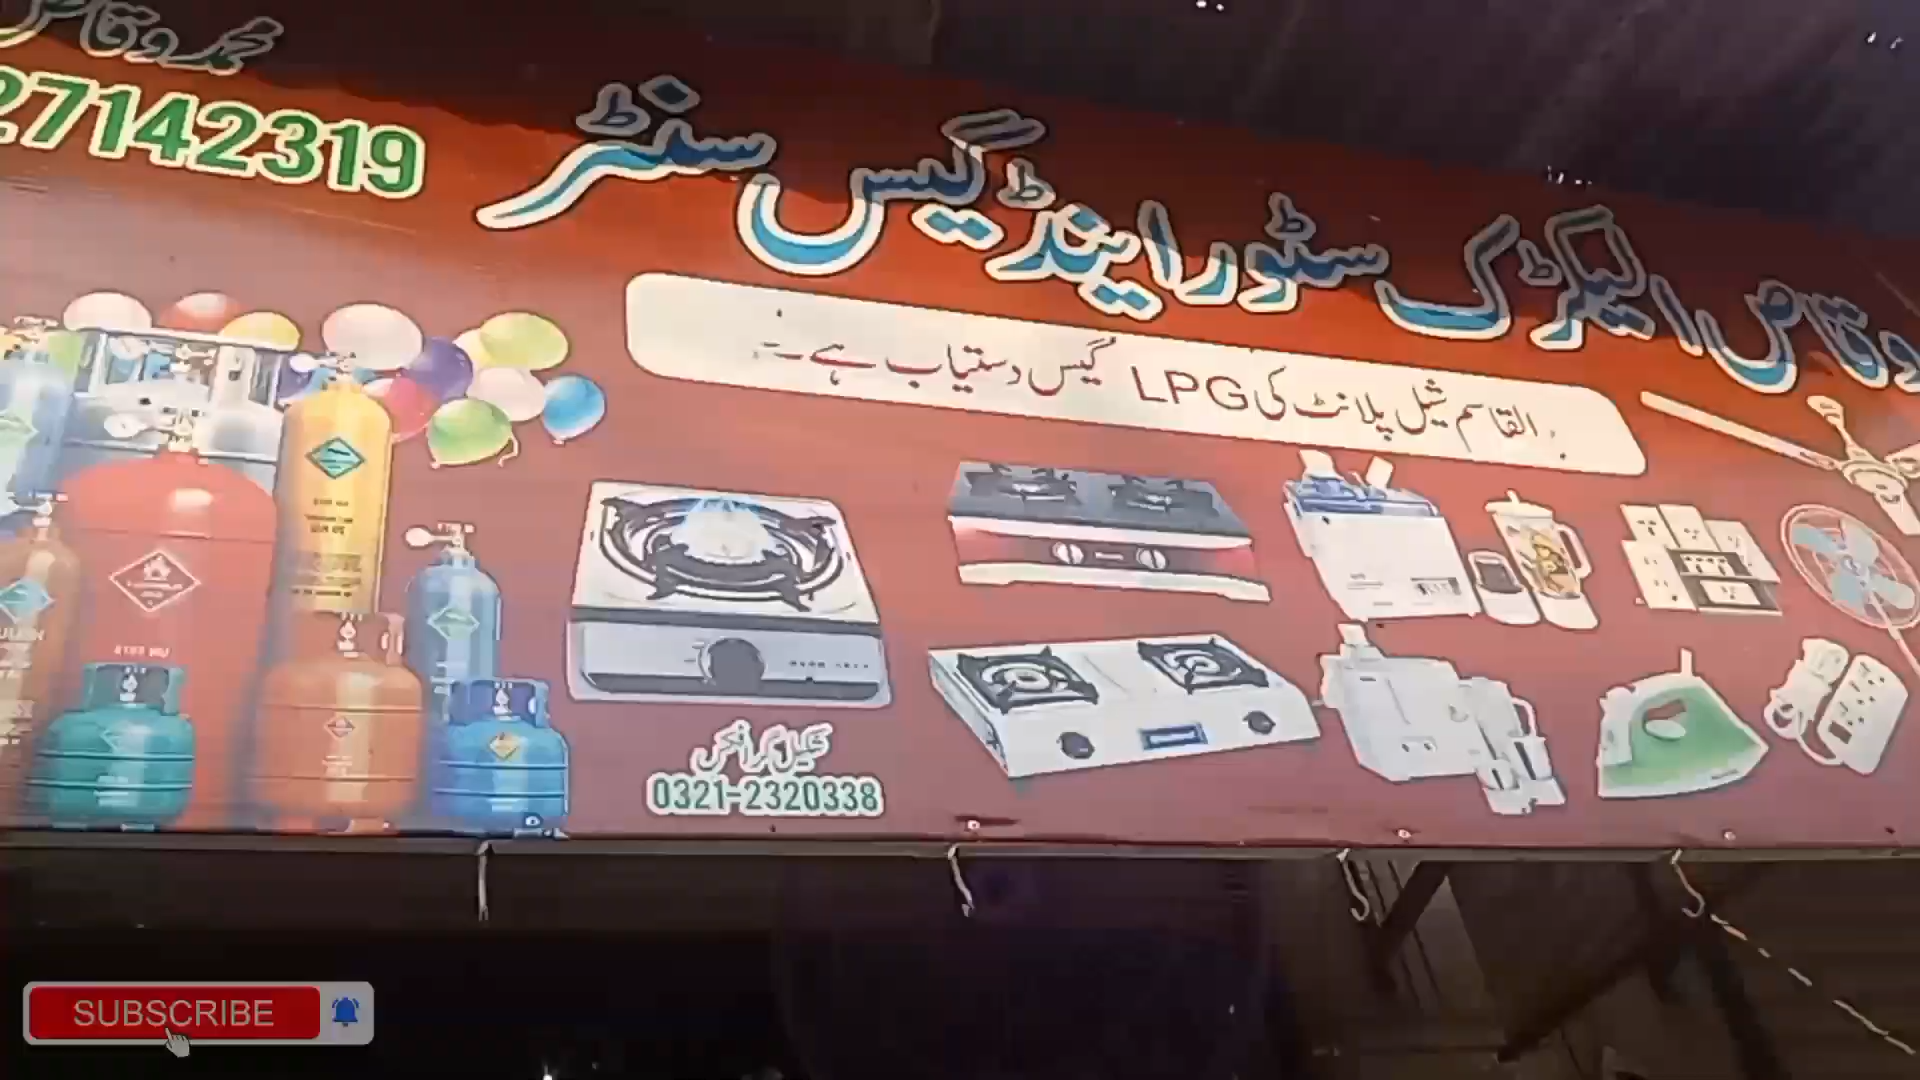 محمد وقاص
27142319
وقاص الیکٹرک سٹور اینڈ گیس سنٹر
القاسم شیل پلانٹ کی LPG گیس دستیاب ہے۔
گرافکس
0321-2320338
SUBSCRIBE